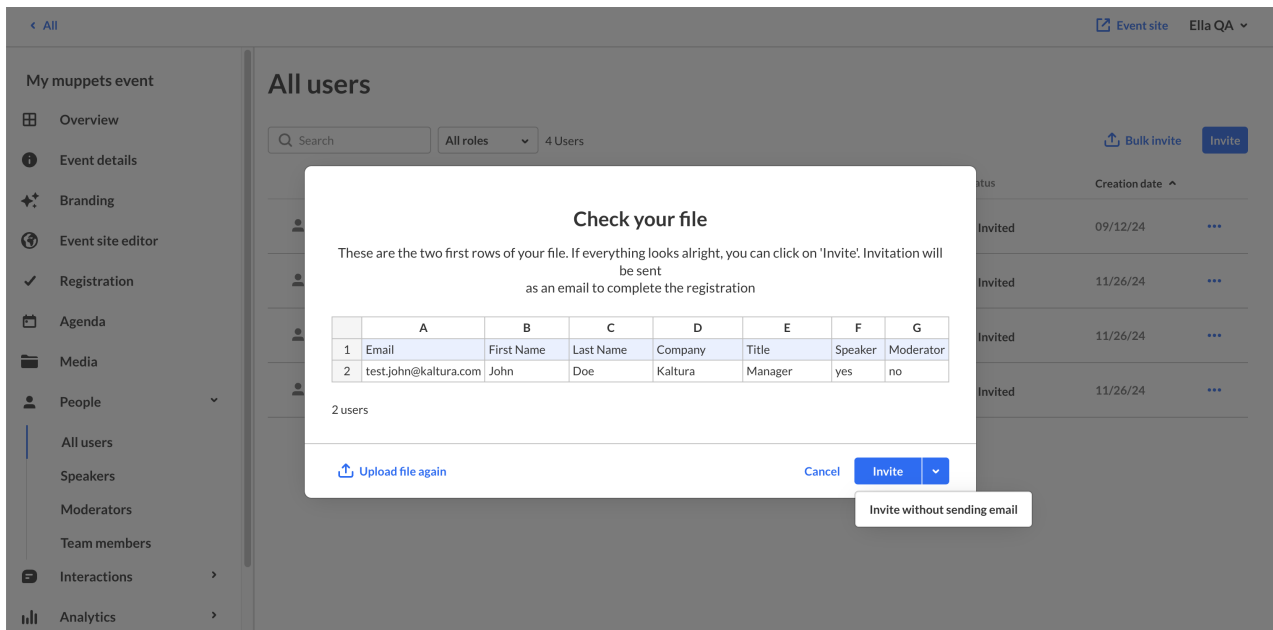 All
Event site
Ella QA
My muppets event
Overview
Event details
Branding
Event site editor
Registration
Agenda
Media
People
All users
Speakers
Moderators
Team members
Interactions
Analytics
All users
Search
All roles
4 Users
Bulk invite
Invite
Creation date
Invited
09/12/24
Invited
11/26/24
Invited
11/26/24
Invited
11/26/24
Check your file
These are the two first rows of your file. If everything looks alright, you can click on 'Invite'. Invitation will
be sent
as an email to complete the registration
A B C D E F G
1 Email First Name Last Name Company Title Speaker Moderator
2 test.john@kaltura.com John Doe Kaltura Manager yes no
2 users
Upload file again
Cancel
Invite
Invite without sending email